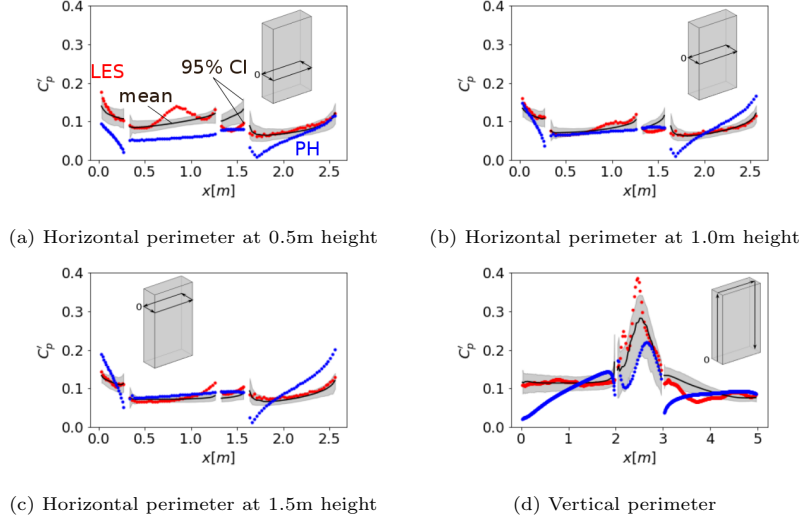 0.4
0.3
0.2
0.1
0.0
C'p
LES
mean
95% CI
0
PH
0.0 0.5 1.0 1.5 2.0 2.5
x[m]
(a) Horizontal perimeter at 0.5m height
0.4
0.3
0.2
0.1
0.0
C'p
0
0.0 0.5 1.0 1.5 2.0 2.5
x[m]
(b) Horizontal perimeter at 1.0m height
0.4
0.3
0.2
0.1
0.0
C'p
0
0.0 0.5 1.0 1.5 2.0 2.5
x[m]
(c) Horizontal perimeter at 1.5m height
0.4
0.3
0.2
0.1
0.0
C'p
0
0 1 2 3 4 5
x[m]
(d) Vertical perimeter